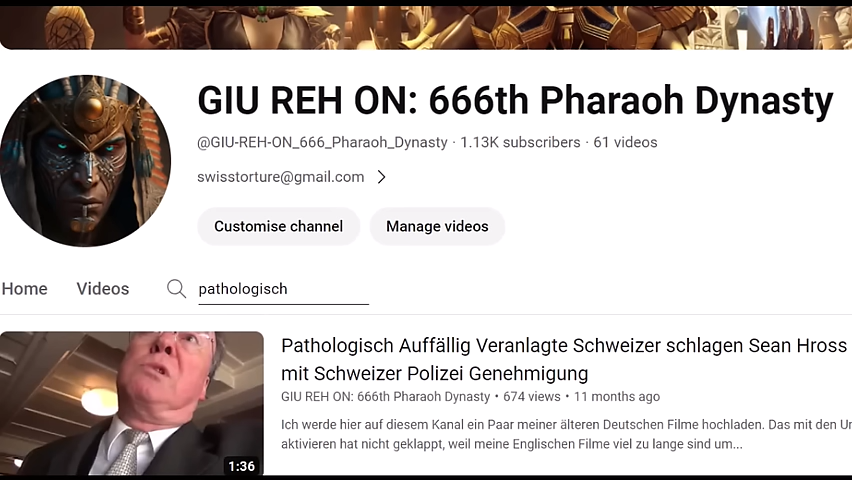 GIU REH ON: 666th Pharaoh Dynasty
@GIU-REH-ON_666_Pharaoh_Dynasty · 1.13K subscribers · 61 videos
swisstorture@gmail.com
Customise channel Manage videos
Home Videos pathologisch
Pathologisch Auffällig Veranlagte Schweizer schlagen Sean Hross
mit Schweizer Polizei Genehmigung
GIU REH ON: 666th Pharaoh Dynasty • 674 views • 11 months ago
Ich werde hier auf diesem Kanal ein Paar meiner älteren Deutschen Filme hochladen. Das mit den
aktivieren hat nicht geklappt, weil meine Englischen Filme viel zu lange sind um...
1:36